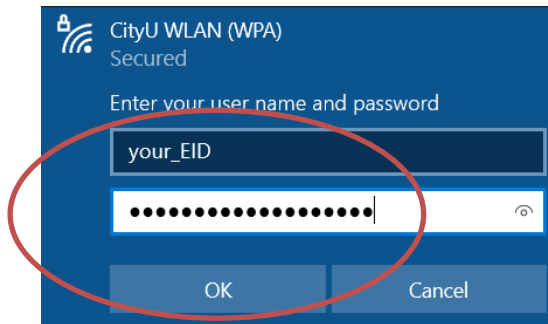 CityU WLAN (WPA)
Secured
Enter your user name and password
your_EID
●●●●●●●●●●●●●●●●●●●
OK
Cancel